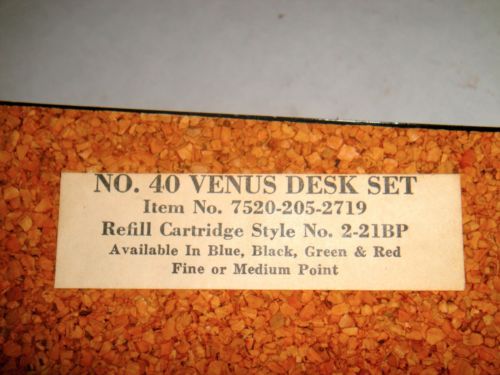 NO. 40 VENUS DESK SET
Item No. 7520-205-2719
Refill Cartridge Style No. 2-21BP
Available In Blue, Black, Green & Red
Fine or Medium Point